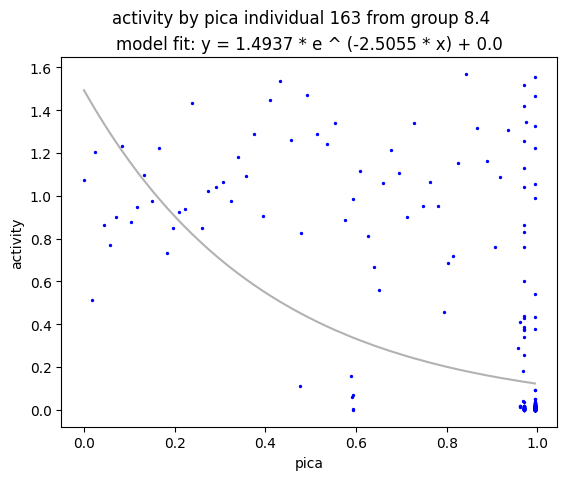 activity by pica individual 163 from group 8.4
model fit: y = 1.4937 * e ^ (-2.5055 * x) + 0.0
1.6
1.4
1.2
1.0
0.8
0.6
0.4
0.2
0.0
activity
0.0 0.2 0.4 0.6 0.8 1.0
pica